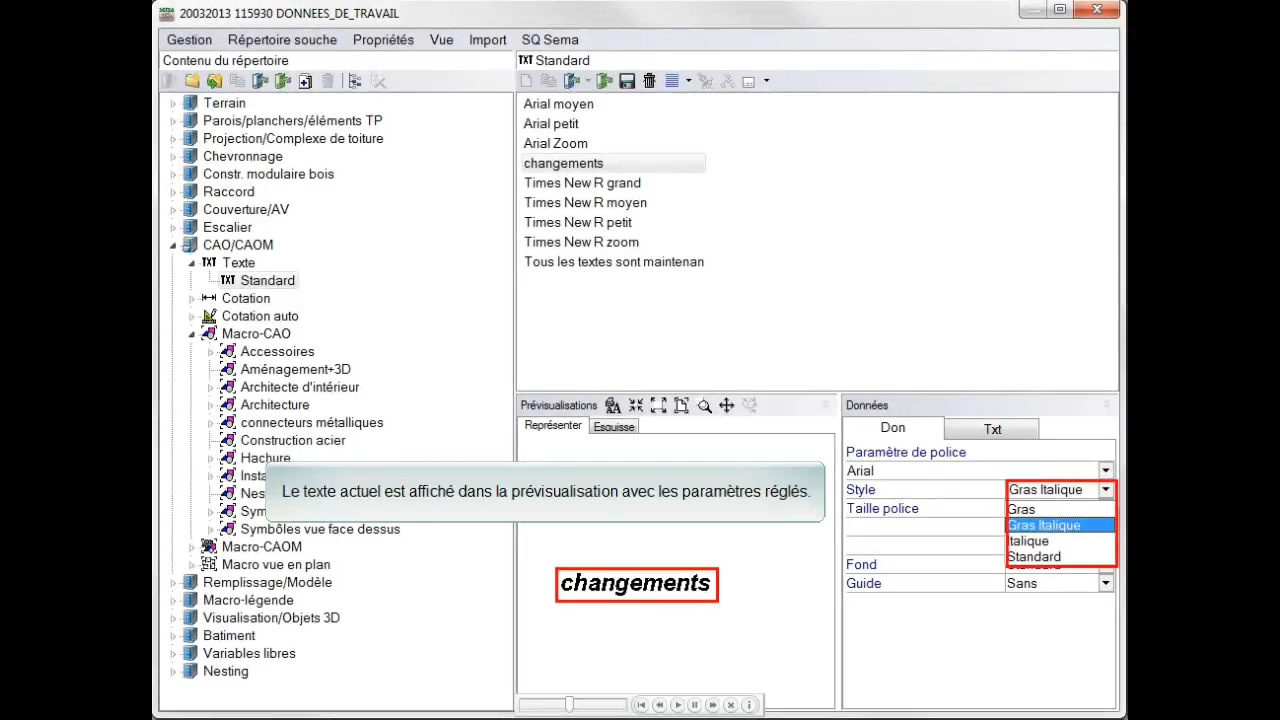 20032013 115930 DONNEES_DE_TRAVAIL
Gestion Répertoire souche Propriétés Vue Import SQ Sema
Contenu du répertoire
TXT Standard
Terrain
Parois/planchers/éléments TP
Projection/Complexe de toiture
Chevronnage
Constr. modulaire bois
Raccord
Couverture/AV
Escalier
CAO/CAOM
TXT Texte
TXT Standard
Cotation
Cotation auto
Macro-CAO
Accessoires
Aménagement+3D
Architecte d'intérieur
Architecture
connecteurs métalliques
Construction acier
Hachure
Insta
Nes
Sym
Symbôles vue face dessus
Macro-CAOM
Macro vue en plan
Remplissage/Modèle
Macro-légende
Visualisation/Objets 3D
Batiment
Variables libres
Nesting
Arial moyen
Arial petit
Arial Zoom
changements
Times New R grand
Times New R moyen
Times New R petit
Times New R zoom
Tous les textes sont maintenan
Prévisualisations
Représenter Esquisse
Le texte actuel est affiché dans la prévisualisation avec les paramètres réglés.
changements
Données
Don Txt
Paramètre de police
Arial
Style Gras Italique
Taille police
Gras
Gras Italique
Italique
Standard
Fond
Guide Sans